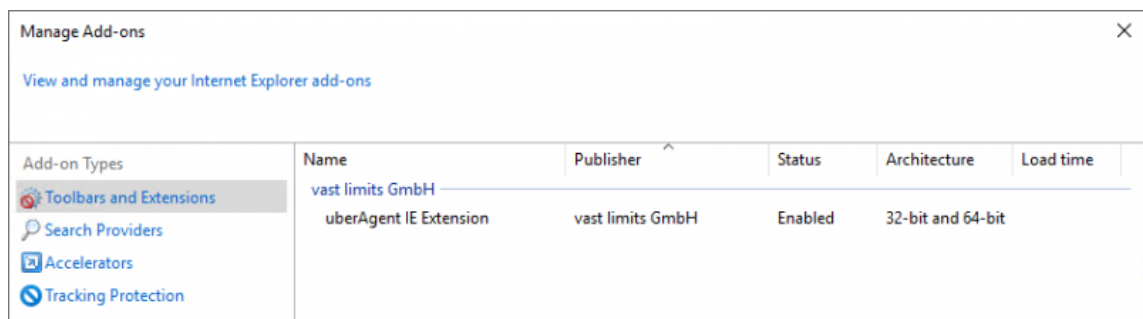 Manage Add-ons
View and manage your Internet Explorer add-ons
Add-on Types
Toolbars and Extensions
Search Providers
Accelerators
Tracking Protection
Name Publisher Status Architecture Load time
vast limits GmbH
uberAgent IE Extension vast limits GmbH Enabled 32-bit and 64-bit